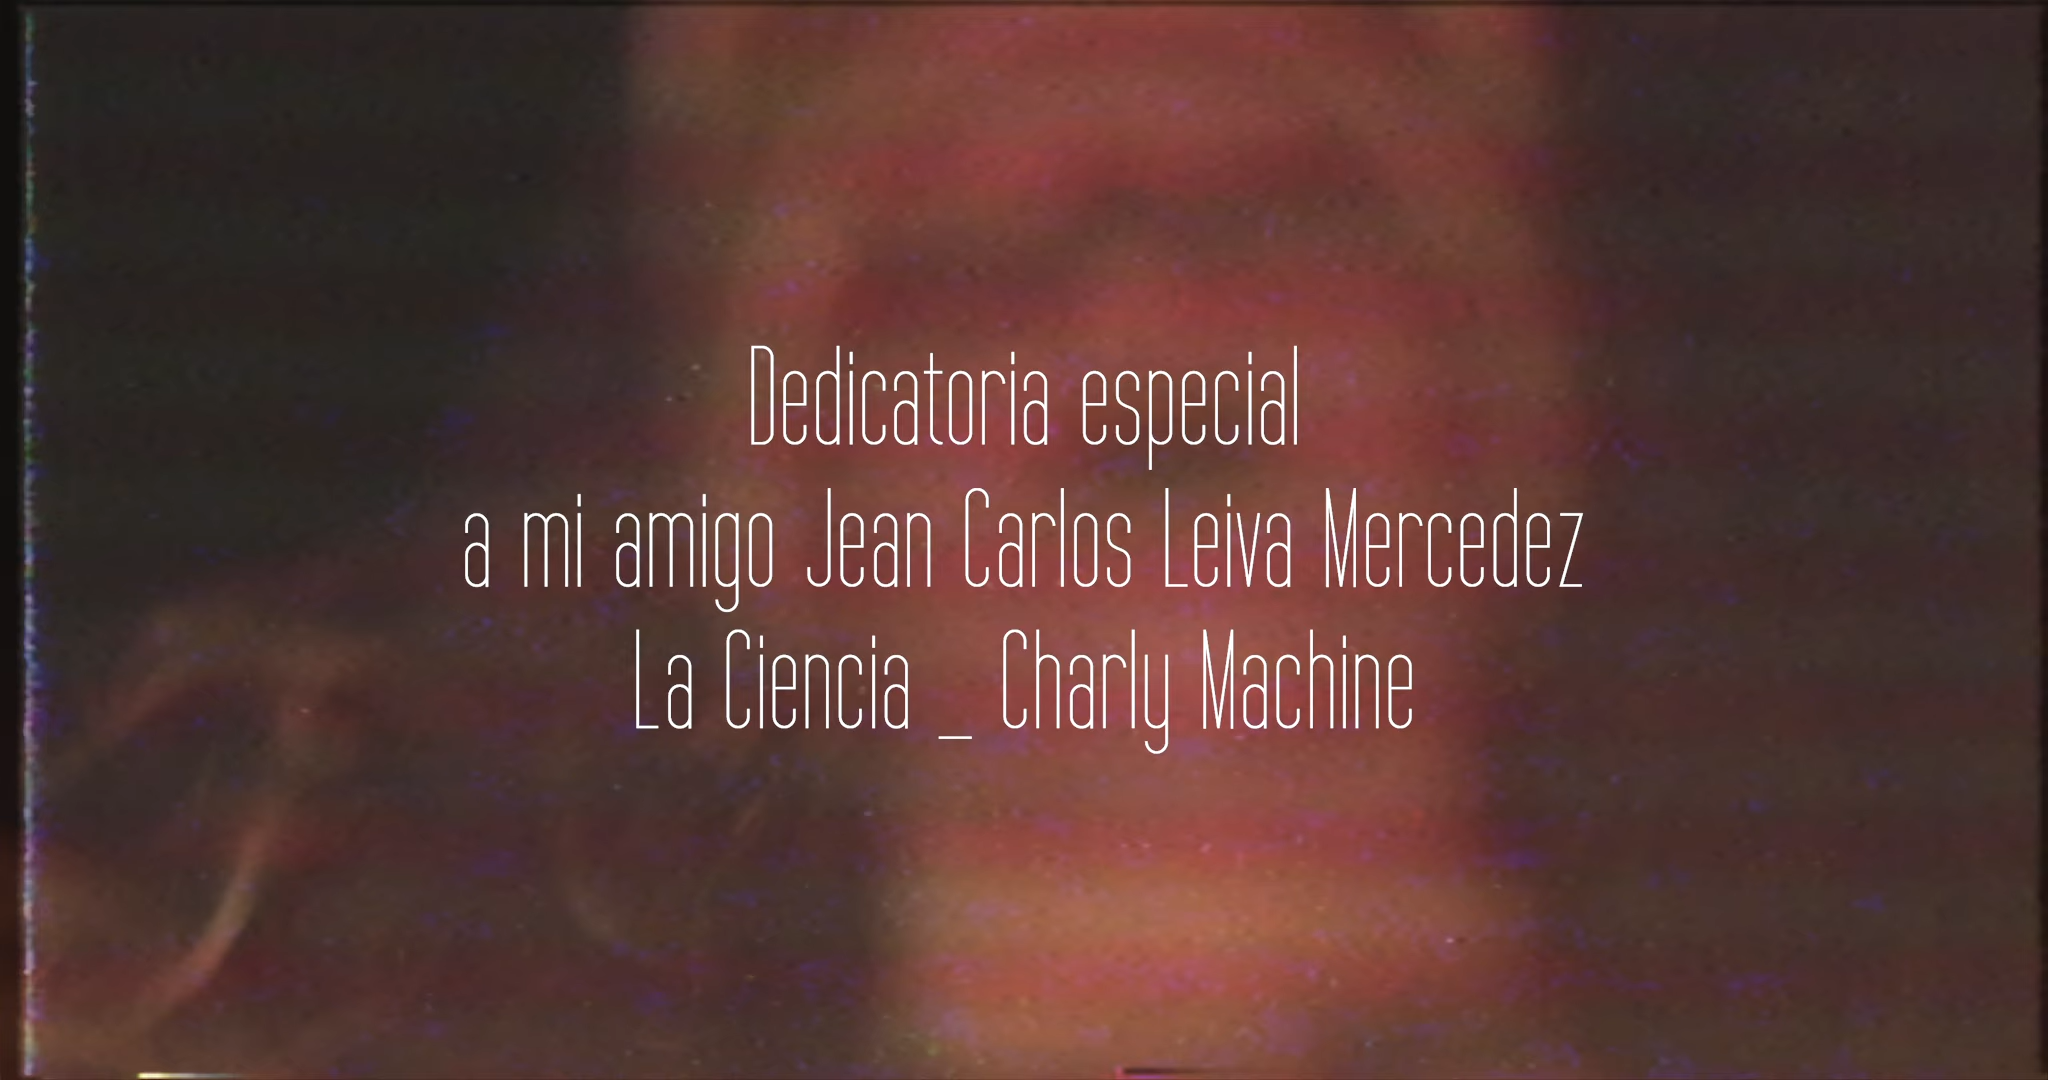 Dedicatoria especial
a mi amigo Jean Carlos Leiva Mercedez
La Ciencia _ Charly Machine